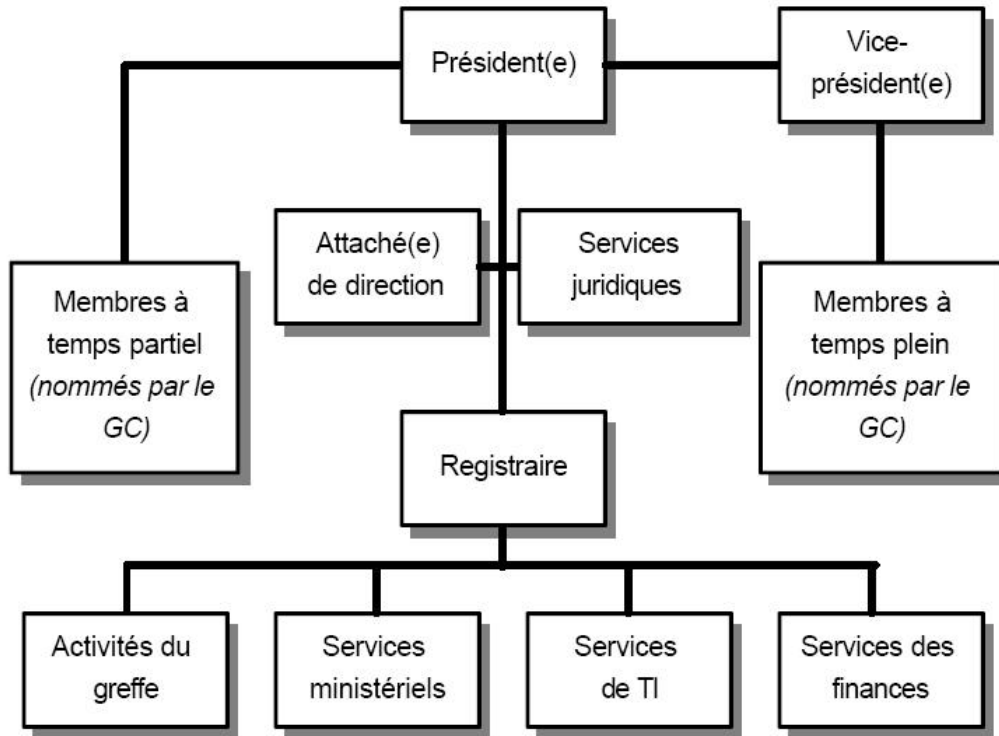 Président(e)
Vice-
président(e)
Attaché(e)
de direction
Services
juridiques
Membres à
temps partiel
(nommés par le
GC)
Membres à
temps plein
(nommés par le
GC)
Registraire
Activités du
greffe
Services
ministériels
Services
de TI
Services des
finances